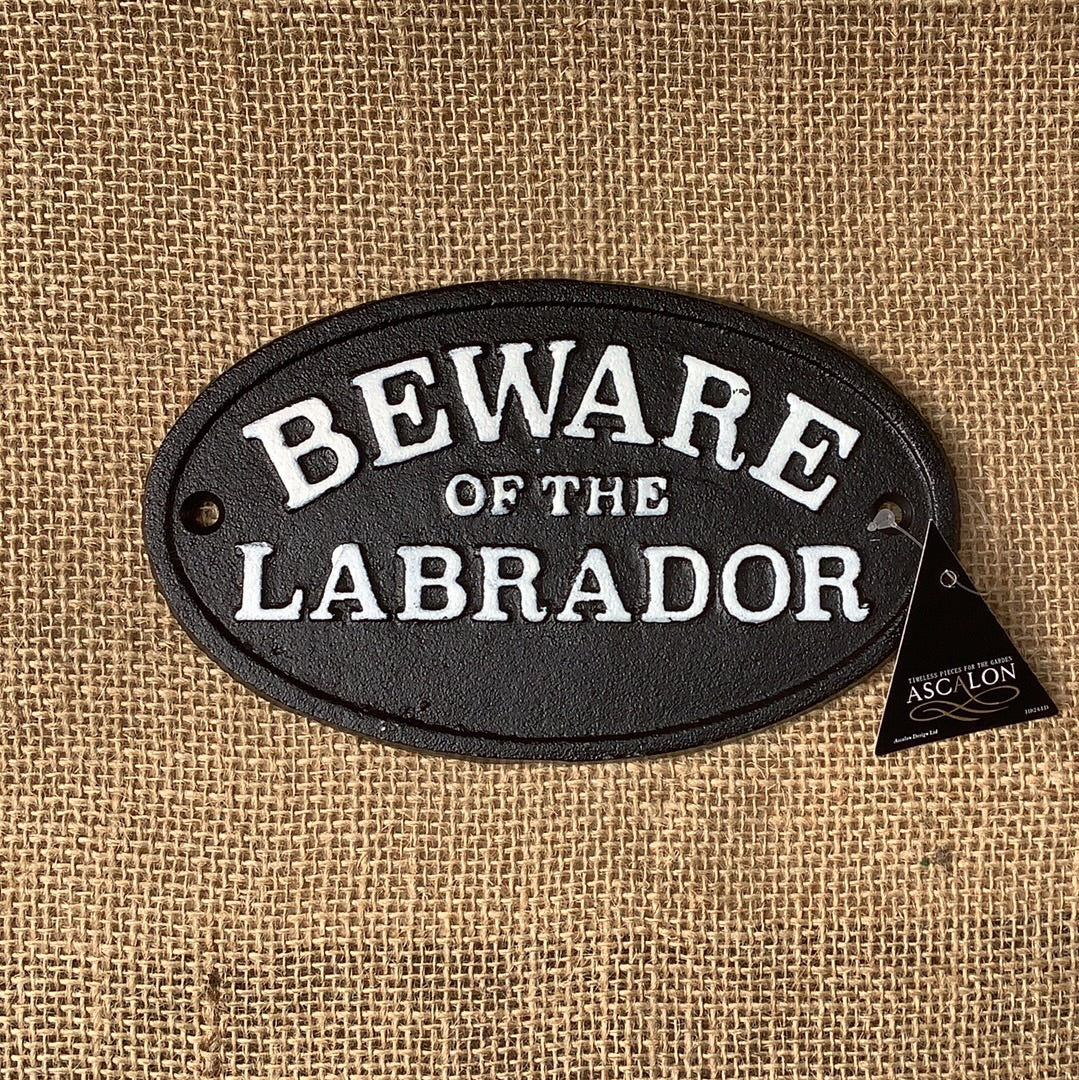 BEWARE
OF THE
LABRADOR
TIMELESS PIECES FOR THE GARDEN
ASCALON
Ascalon Design Ltd